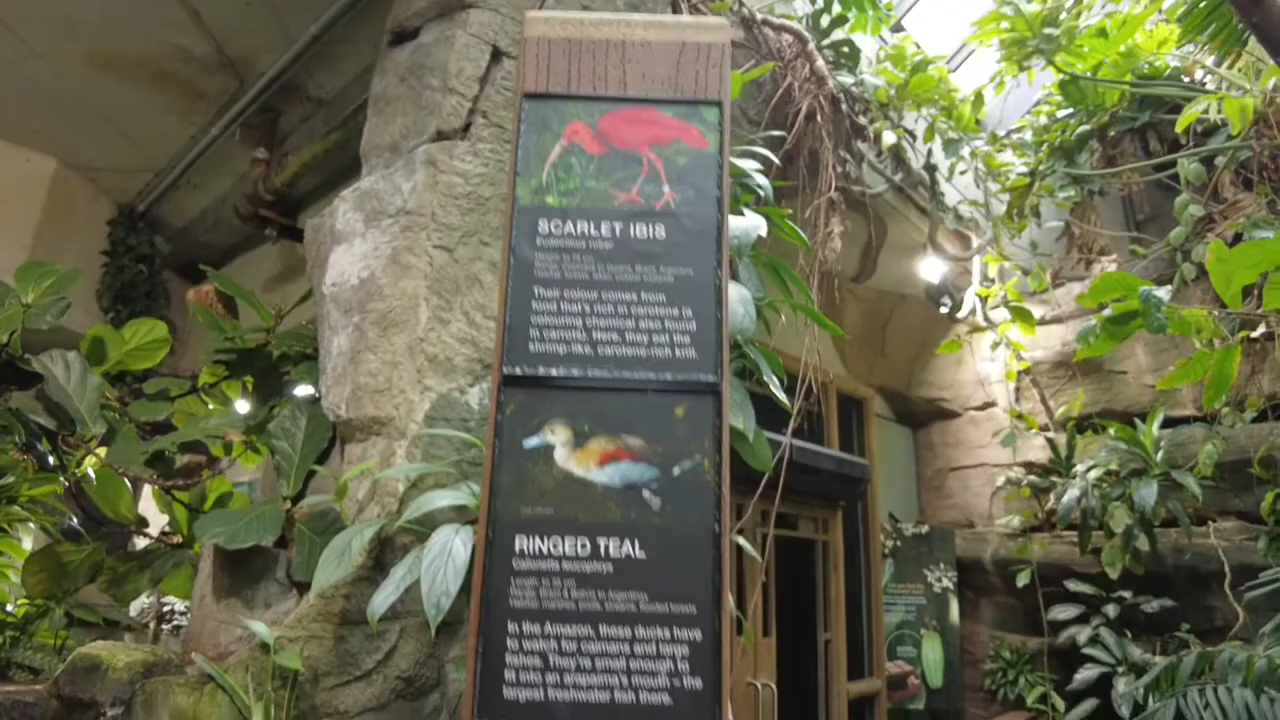 SCARLET IBIS
Eudocimus ruber
Their colour comes from
food that's rich in carotene (a
colouring chemical also found
in carrots). Here, they eat the
shrimp-like, carotene-rich krill.
RINGED TEAL
Callonetta leucophrys
In the Amazon, these ducks have
to watch for caimans and large
fishes. They're small enough to
fit into an arapaima's mouth – the
largest freshwater fish there.